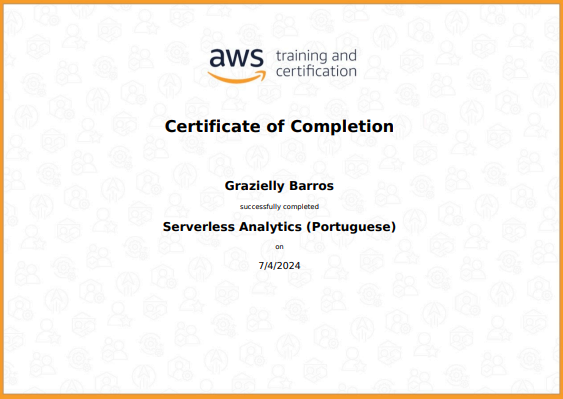 aws training and
certification
Certificate of Completion
Grazielly Barros
successfully completed
Serverless Analytics (Portuguese)
on
7/4/2024